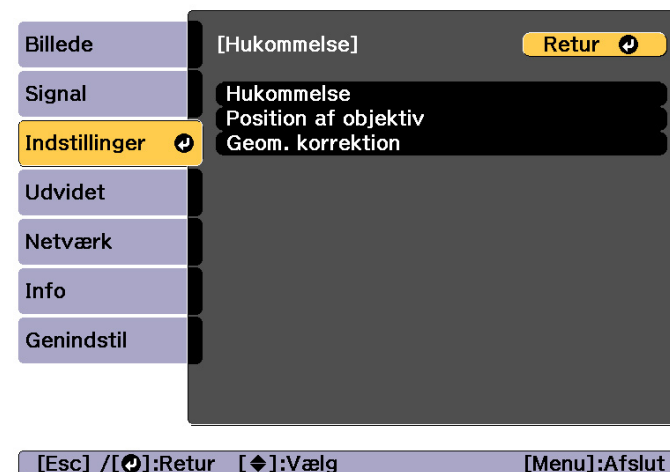 Billede
Signal
Indstillinger
Udvidet
Netværk
Info
Genindstil
[Hukommelse]
Retur
Hukommelse
Position af objektiv
Geom. korrektion
[Esc] /[⏎]:Retur [◆]:Vælg [Menu]:Afslut